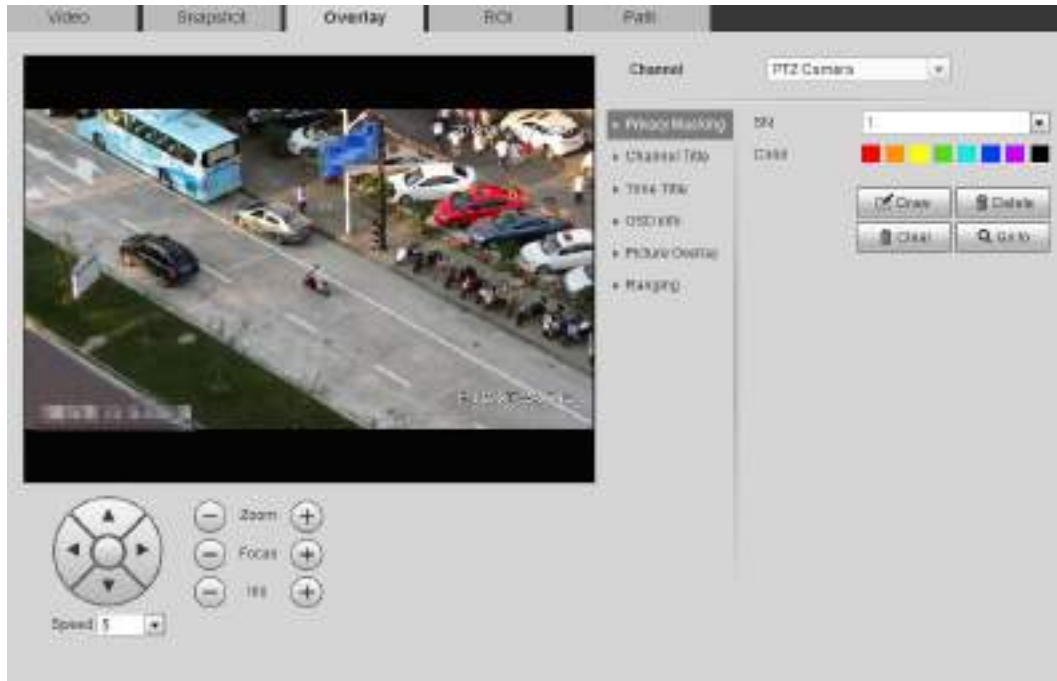 Video
Snapshot
Overlay
ROI
Path
Channel
PTZ Camera
Privacy Masking
Channel Title
Time Title
OSD Info
Picture Overlay
Ranging
SN
1
Color
Draw
Delete
Clear
Go to
Zoom
Focus
Iris
Speed 5